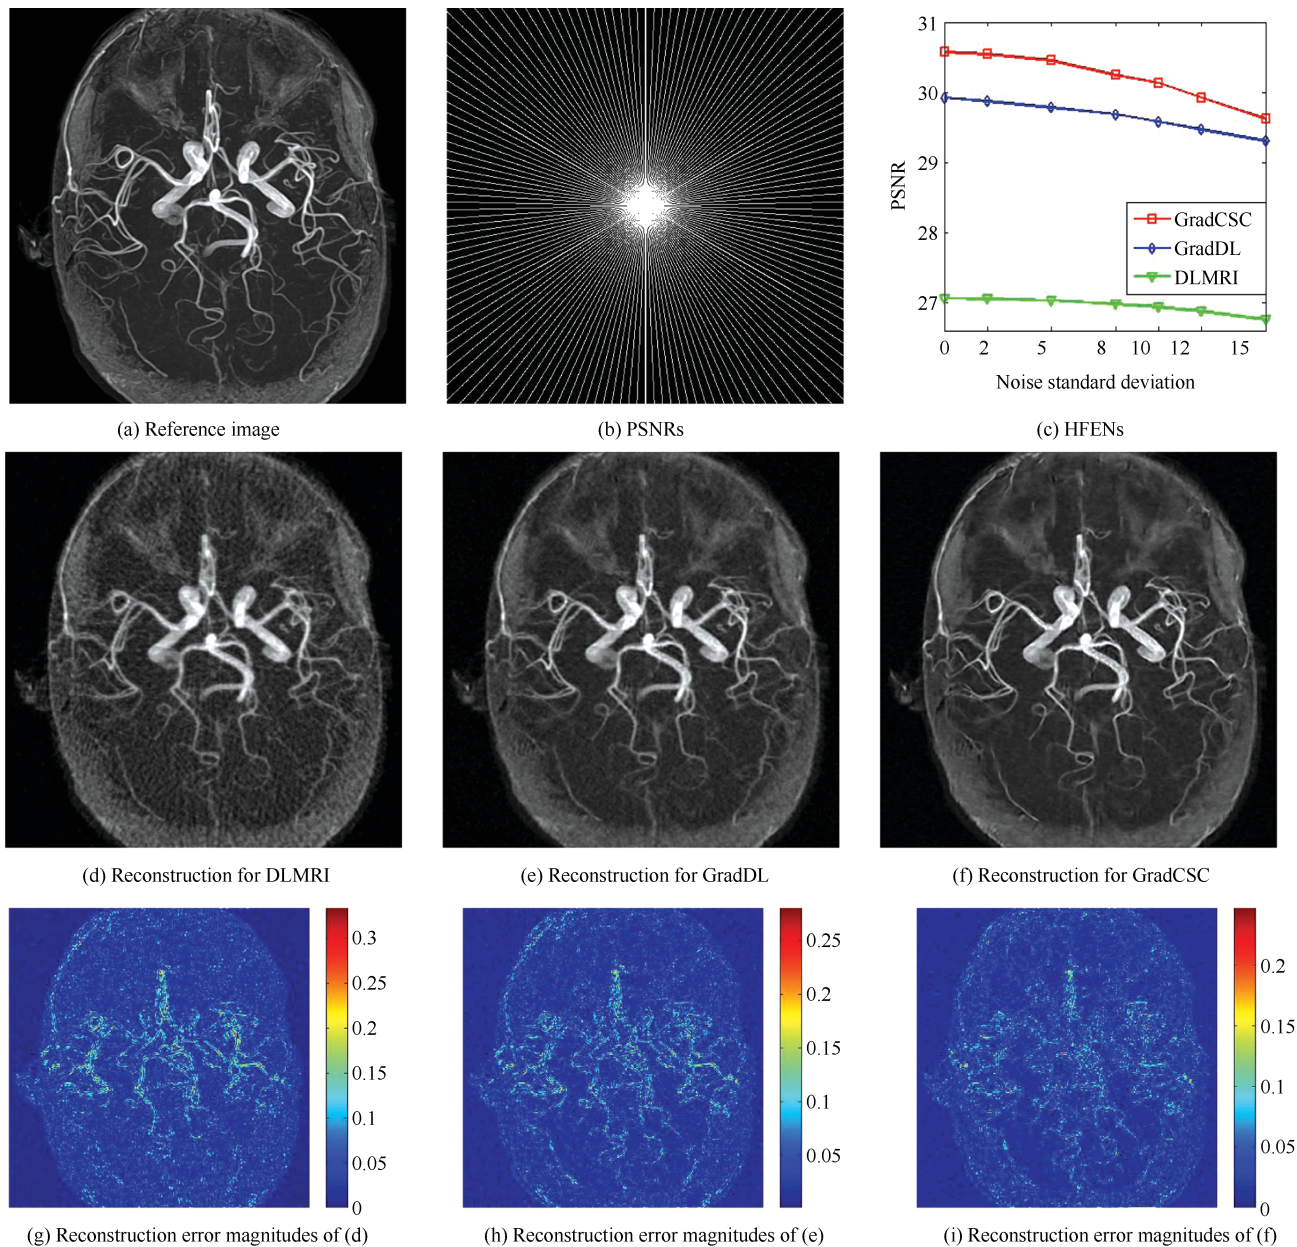 31
30
29
28
27
PSNR
GradCSC
GradDL
DLMRI
0 2 5 8 10 12 15
Noise standard deviation
(a) Reference image
(b) PSNRs
(c) HFENs
(d) Reconstruction for DLMRI
(e) Reconstruction for GradDL
(f) Reconstruction for GradCSC
0.3
0.25
0.2
0.15
0.1
0.05
0
0.25
0.2
0.15
0.1
0.05
0.2
0.15
0.1
0.05
0
(g) Reconstruction error magnitudes of (d)
(h) Reconstruction error magnitudes of (e)
(i) Reconstruction error magnitudes of (f)